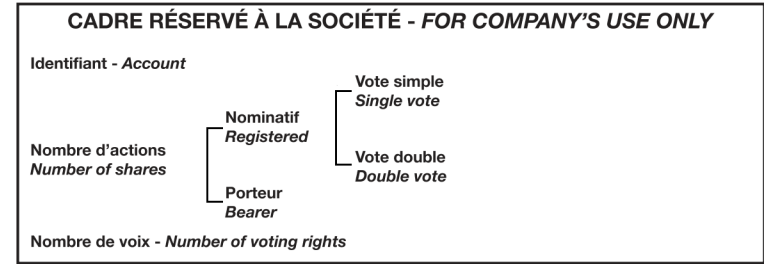 CADRE RÉSERVÉ À LA SOCIÉTÉ - FOR COMPANY'S USE ONLY
Identifiant - Account
Vote simple
Single vote
Nominatif
Registered
Nombre d'actions
Number of shares
Vote double
Double vote
Porteur
Bearer
Nombre de voix - Number of voting rights